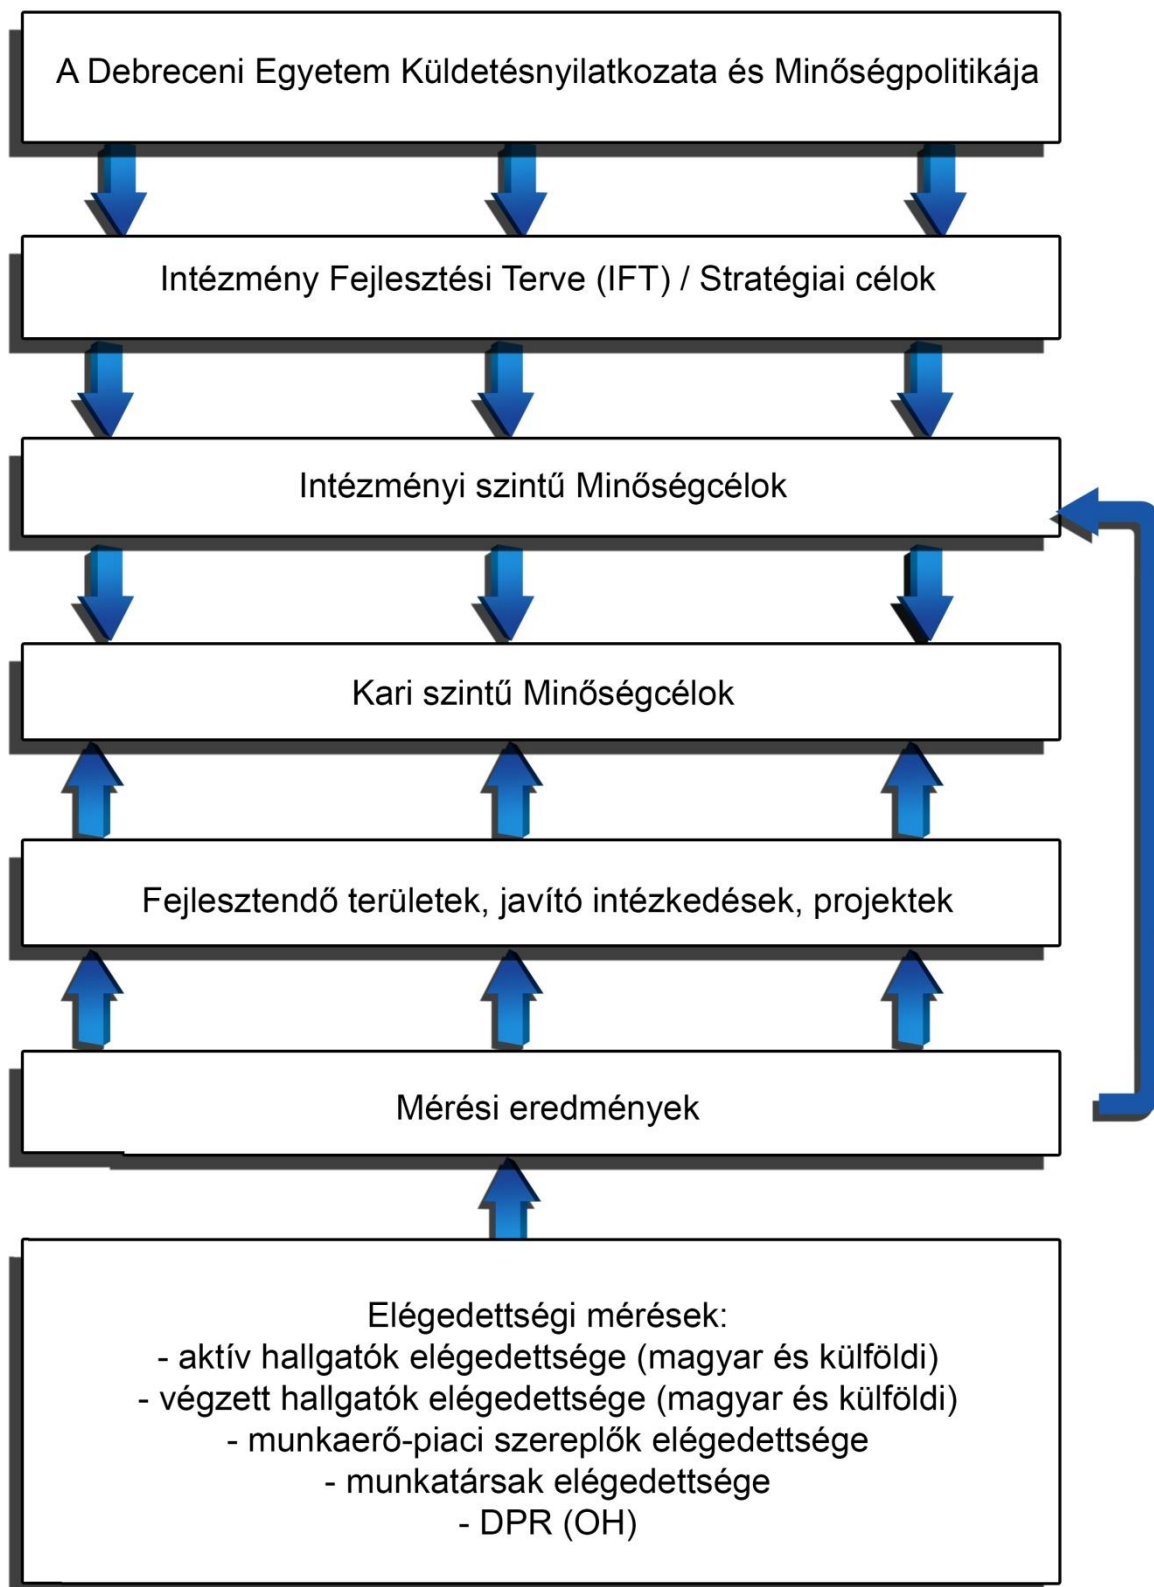 A Debreceni Egyetem Küldetésnyilatkozata és Minőségpolitikája
Intézmény Fejlesztési Terve (IFT) / Stratégiai célok
Intézményi szintű Minőségcélok
Kari szintű Minőségcélok
Fejlesztendő területek, javító intézkedések, projektek
Mérési eredmények
Elégedettségi mérések:
- aktív hallgatók elégedettsége (magyar és külföldi)
- végzett hallgatók elégedettsége (magyar és külföldi)
- munkaerő-piaci szereplők elégedettsége
- munkatársak elégedettsége
- DPR (OH)